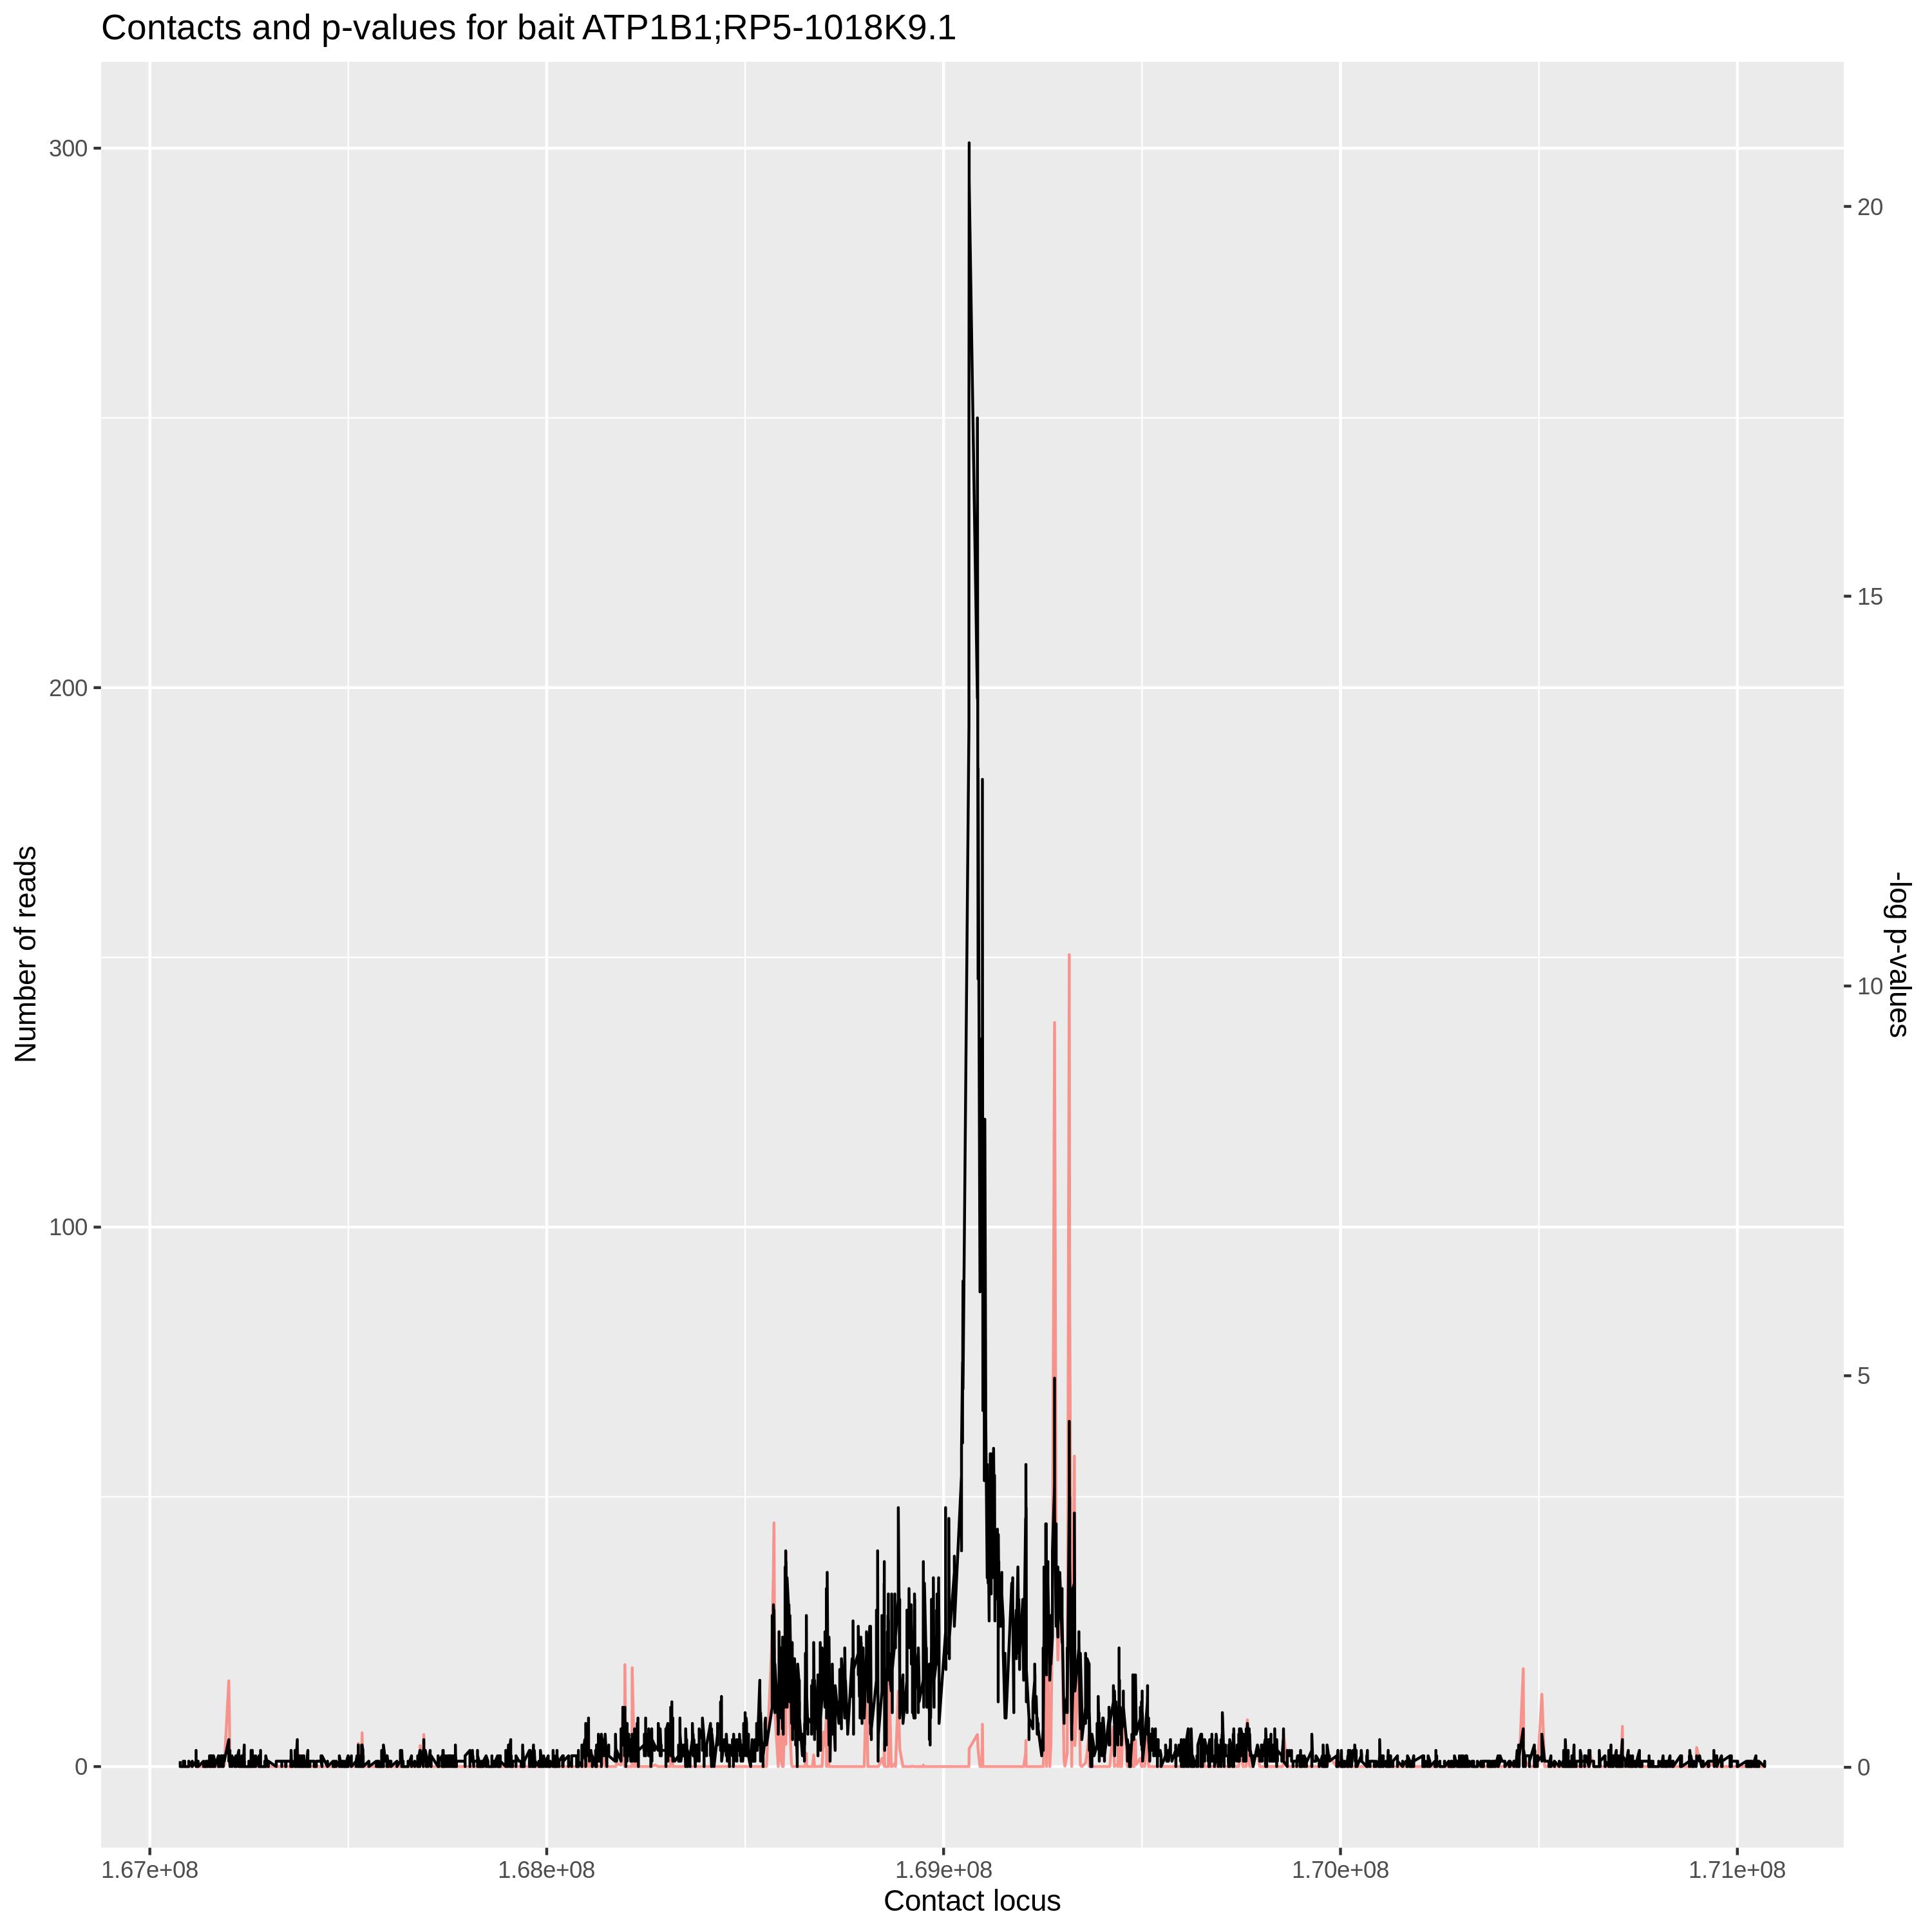 Contacts and p-values for bait ATP1B1;RP5-1018K9.1
300
200
100
0
Number of reads
20
15
10
5
0
-log p-values
1.67e+08
1.68e+08
1.69e+08
1.70e+08
1.71e+08
Contact locus